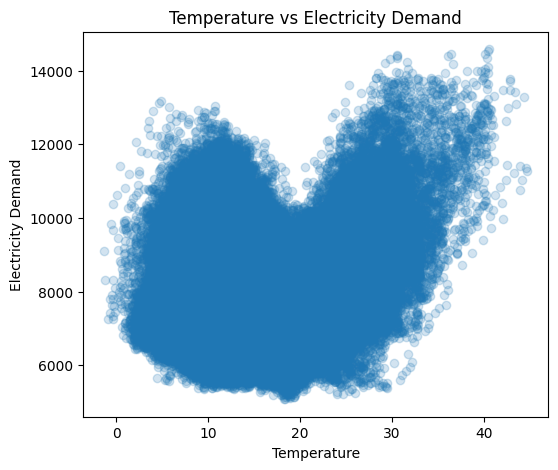 Temperature vs Electricity Demand
14000
12000
10000
8000
6000
Electricity Demand
0 10 20 30 40
Temperature